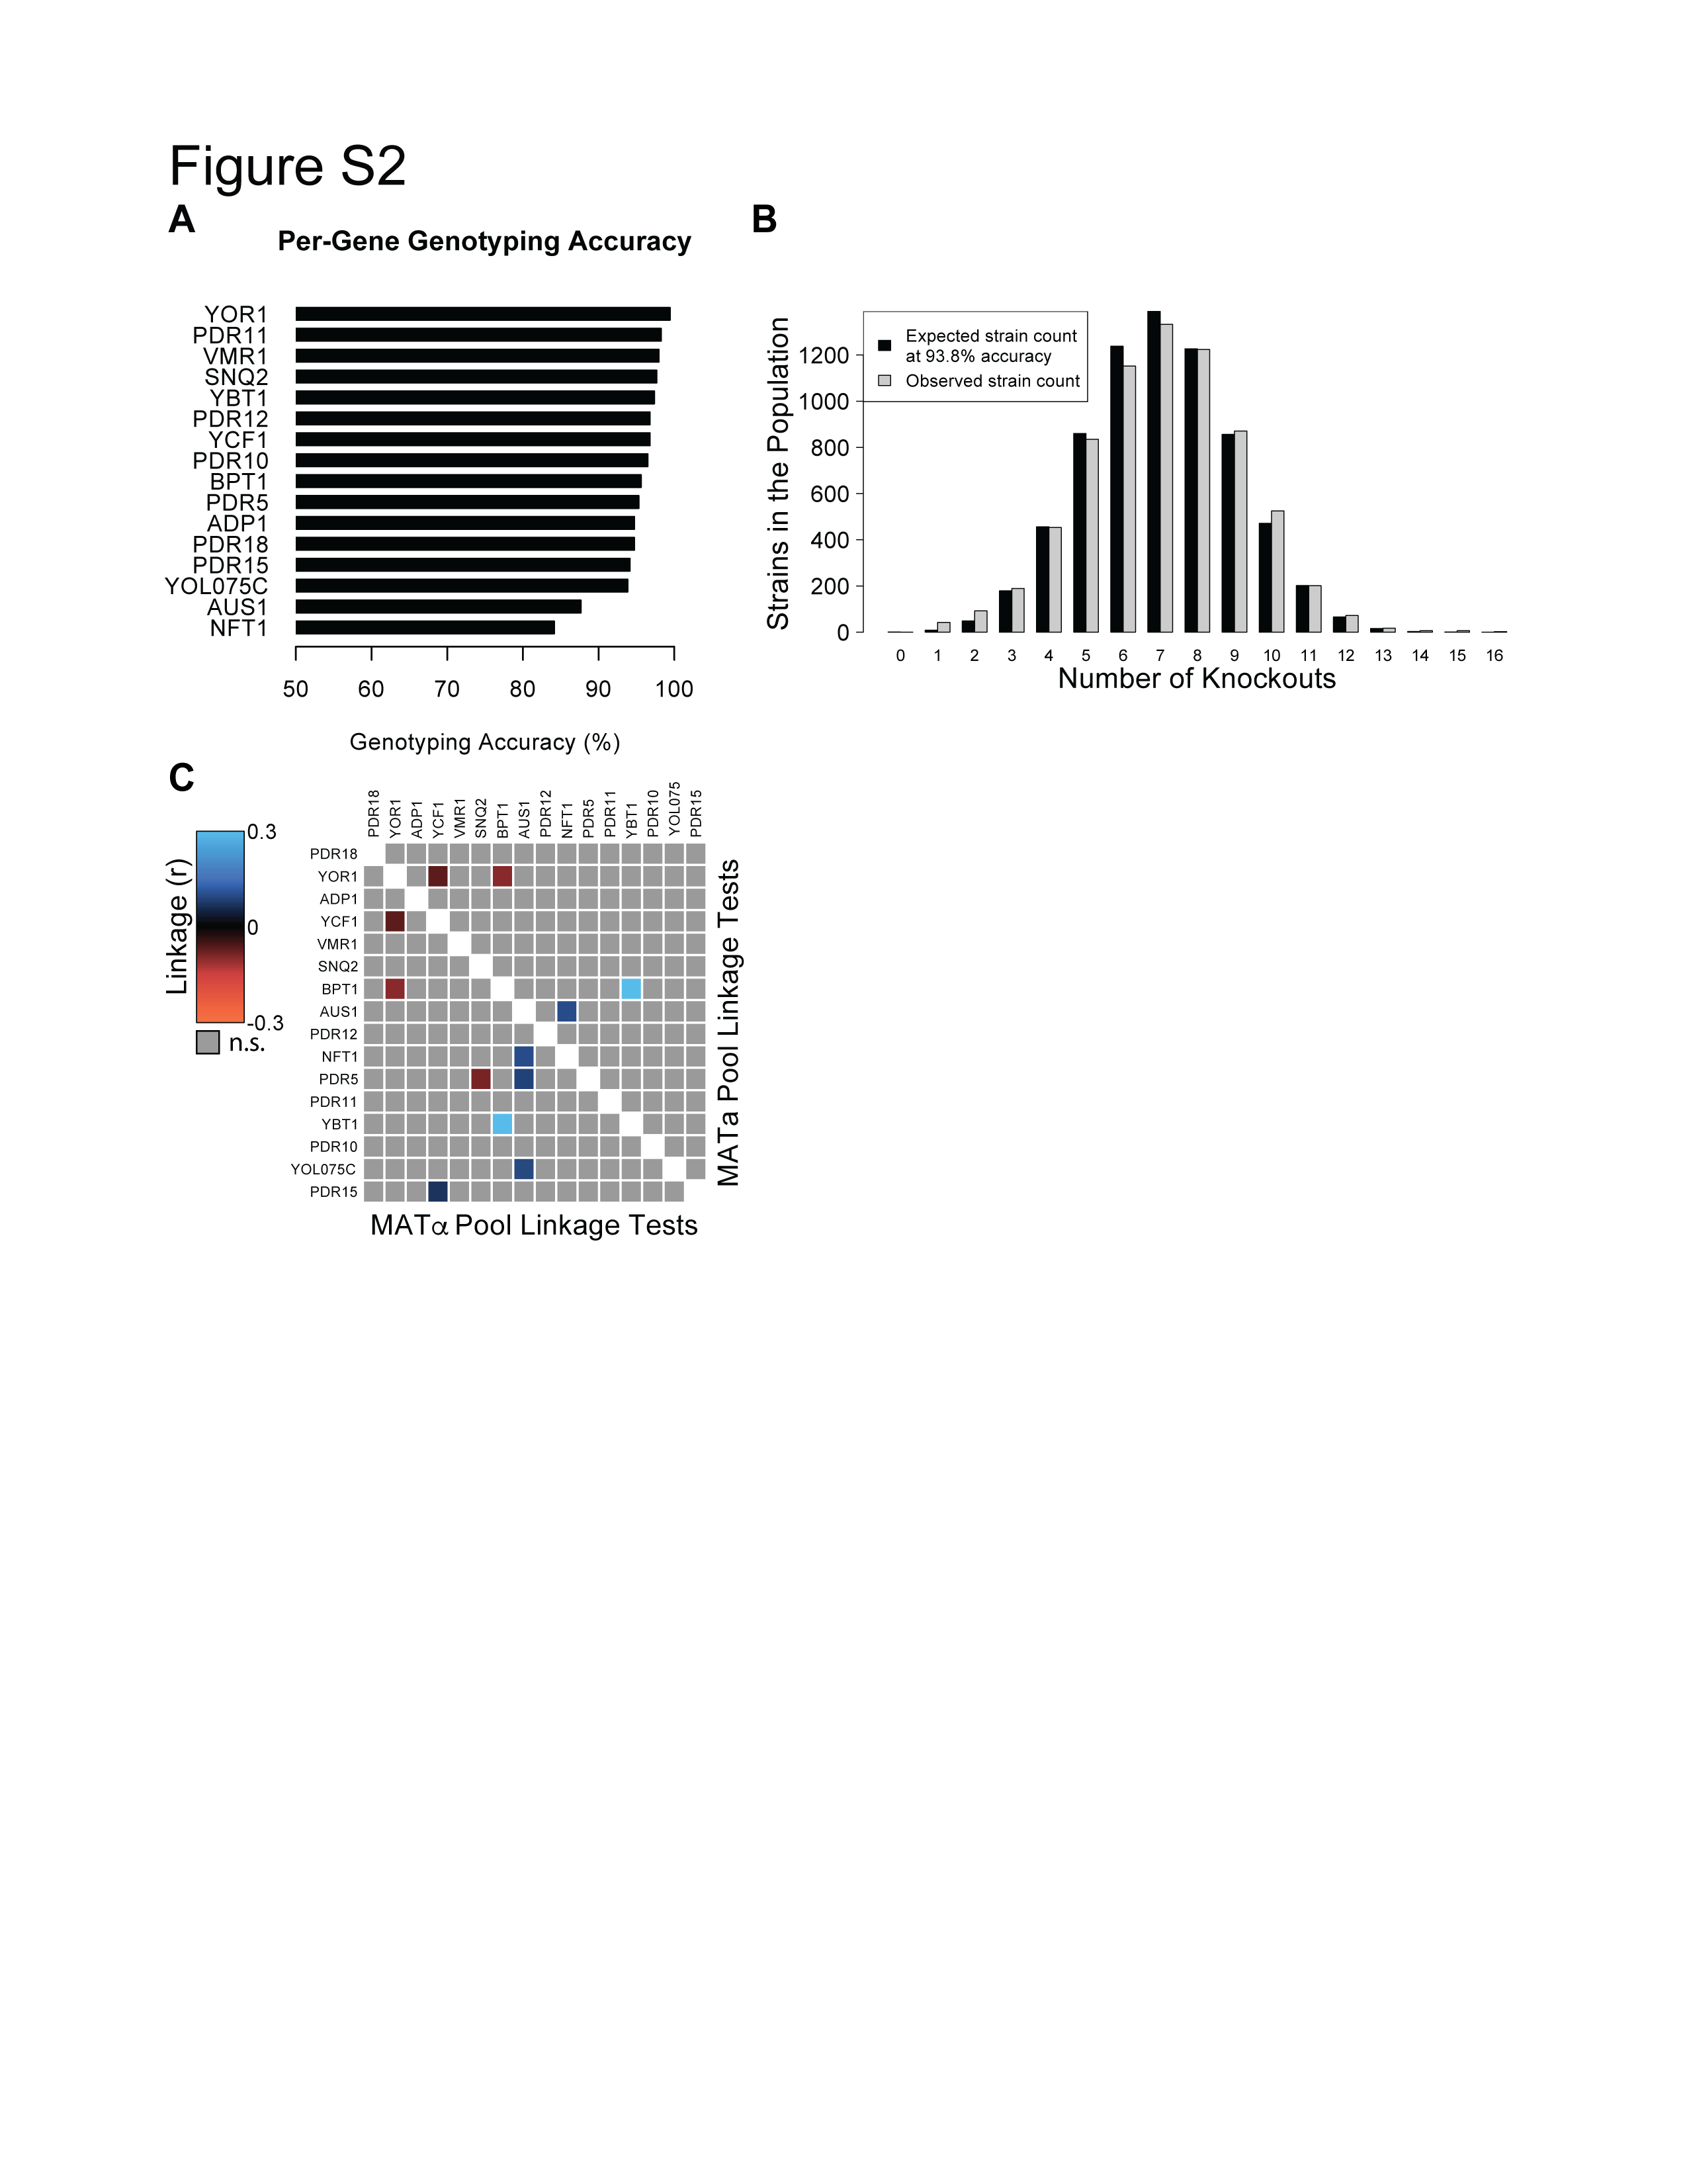 Figure S2
A
Per-Gene Genotyping Accuracy
YOR1
PDR11
VMR1
SNQ2
YBT1
PDR12
YCF1
PDR10
BPT1
PDR5
ADP1
PDR18
PDR15
YOL075C
AUS1
NFT1
50 60 70 80 90 100
Genotyping Accuracy (%)
B
Strains in the Population
1200
1000
800
600
400
200
0
Expected strain count
at 93.8% accuracy
Observed strain count
0 1 2 3 4 5 6 7 8 9 10 11 12 13 14 15 16
Number of Knockouts
C
Linkage (r)
0.3
0
-0.3
n.s.
PDR18 YOR1 ADP1 YCF1 VMR1 SNQ2 BPT1 AUS1 PDR12 NFT1 PDR5 PDR11 YBT1 PDR10 YOL075 PDR15
PDR18
YOR1
ADP1
YCF1
VMR1
SNQ2
BPT1
AUS1
PDR12
NFT1
PDR5
PDR11
YBT1
PDR10
YOL075C
PDR15
MATa Pool Linkage Tests
MATα Pool Linkage Tests